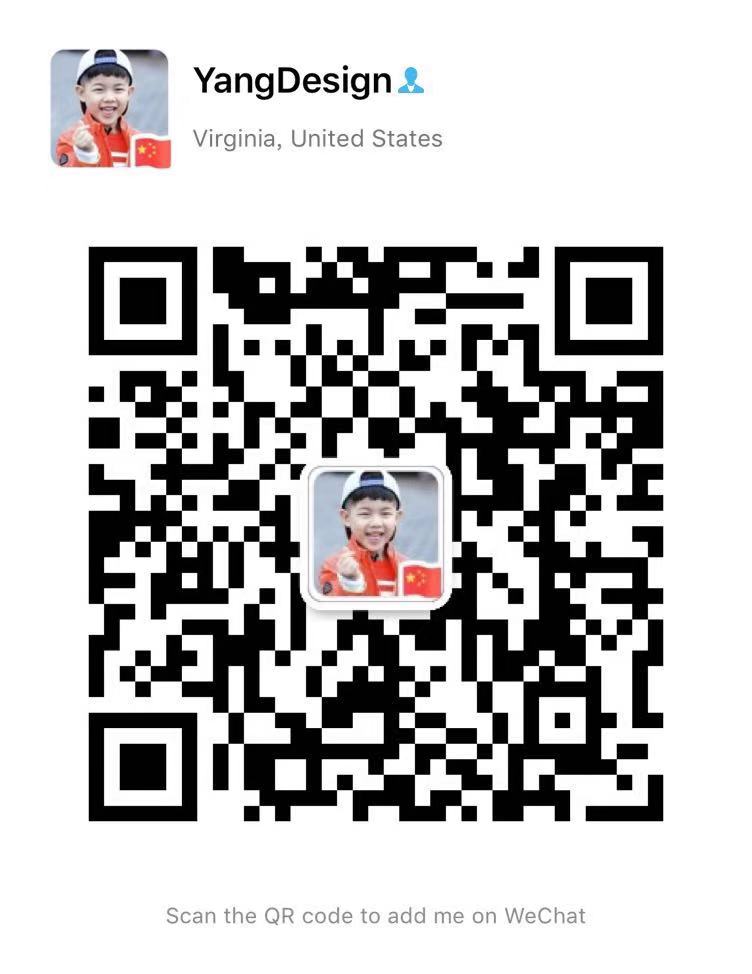 YangDesign
Virginia, United States
Scan the QR code to add me on WeChat